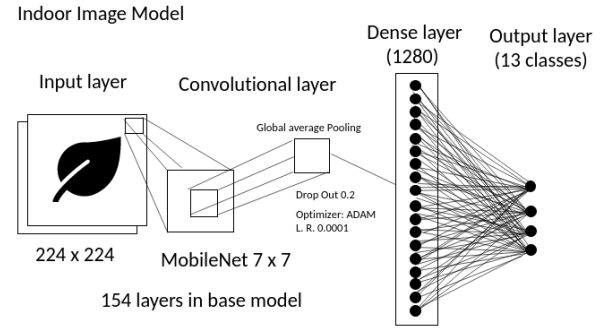 Indoor Image Model
Dense layer
(1280)
Output layer
(13 classes)
Input layer
Convolutional layer
Global average Pooling
Drop Out 0.2
Optimizer: ADAM
L. R. 0.0001
224 x 224
MobileNet 7 x 7
154 layers in base model